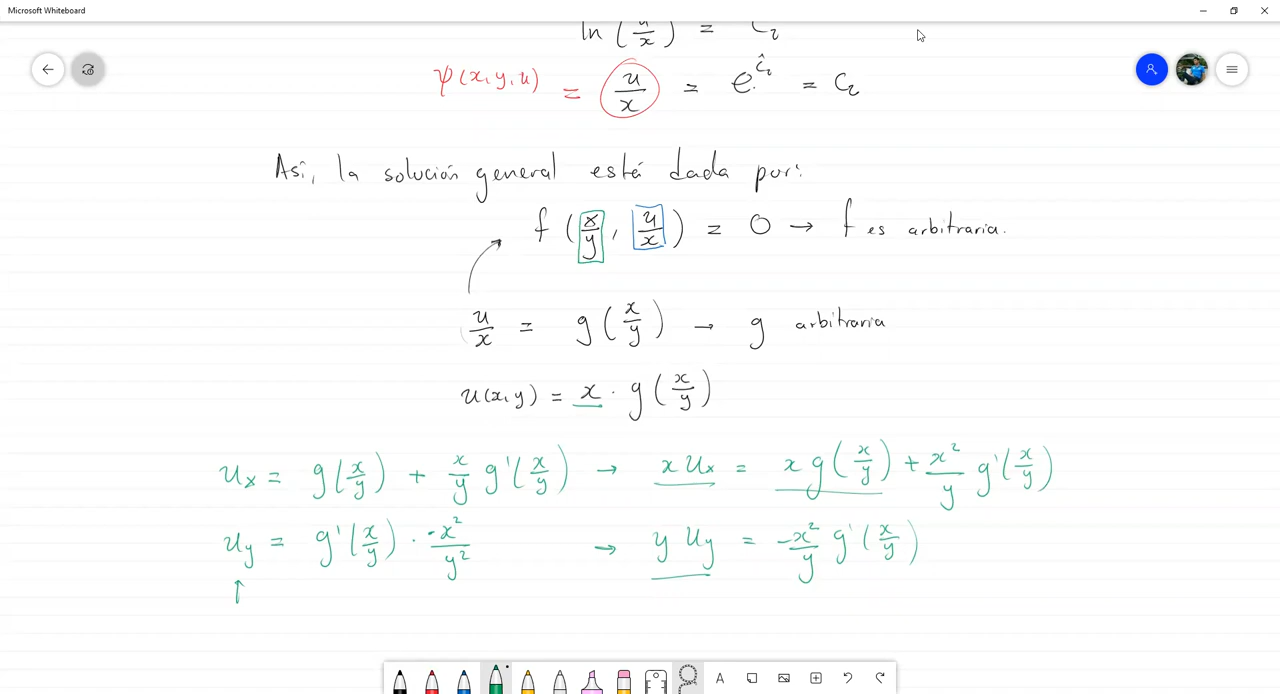 Microsoft Whiteboard
ln (u/x) = C₂
ψ(x,y,u) = u/x = e^ĉ₂ = C₂
Así, la solución general está dada por:
f (x/y, u/x) = 0 → f es arbitraria.
u/x = g(x/y) → g arbitraria
u(x,y) = x · g(x/y)
uₓ = g(x/y) + x/y g'(x/y) → x uₓ = x g(x/y) + x²/y g'(x/y)
u_y = g'(x/y) · -x²/y² → y u_y = -x²/y g'(x/y)
↑
A